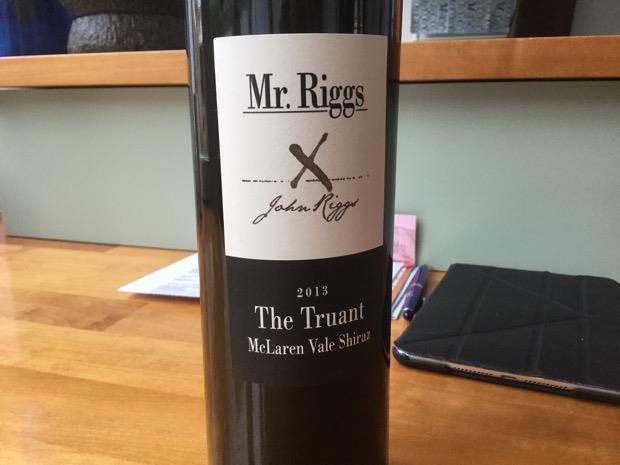 Mr. Riggs
X
John Riggs
2013
The Truant
McLaren Vale Shiraz